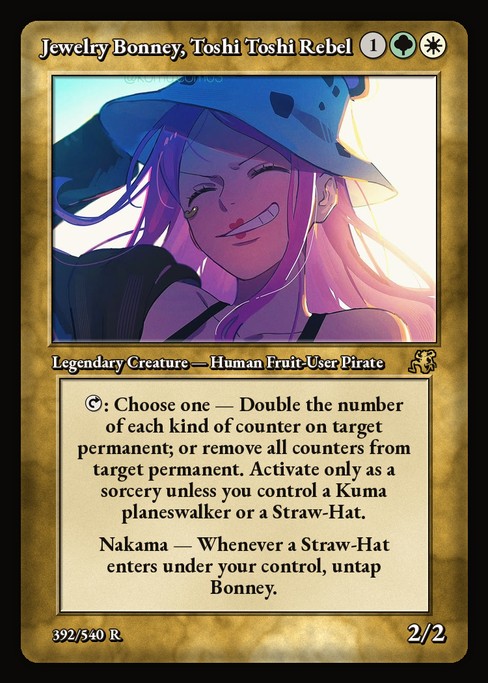 Jewelry Bonney, Toshi Toshi Rebel 1
Legendary Creature — Human Fruit-User Pirate
: Choose one — Double the number
of each kind of counter on target
permanent; or remove all counters from
target permanent. Activate only as a
sorcery unless you control a Kuma
planeswalker or a Straw-Hat.
Nakama — Whenever a Straw-Hat
enters under your control, untap
Bonney.
392/540 R
2/2